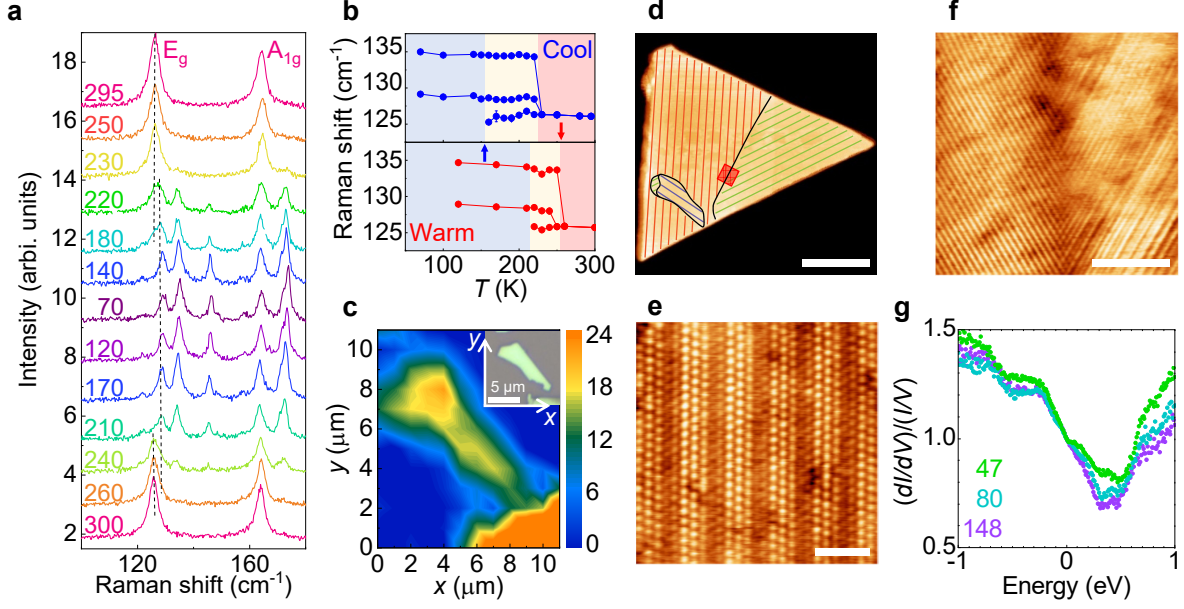 a
Intensity (arbi. units)
18
16
14
12
10
8
6
4
2
E_g
A_1g
295
250
230
220
180
140
70
120
170
210
240
260
300
120
160
Raman shift (cm⁻¹)
b
Raman shift (cm⁻¹)
135
130
125
Cool
135
130
125
Warm
100
200
300
T (K)
c
y (μm)
10
8
6
4
2
0
y
5 μm
x
0 2 4 6 8 10
x (μm)
24
18
12
6
0
d
e
f
g
(dI/dV)/(I/V)
1.5
1.0
0.5
47
80
148
-1
0
1
Energy (eV)